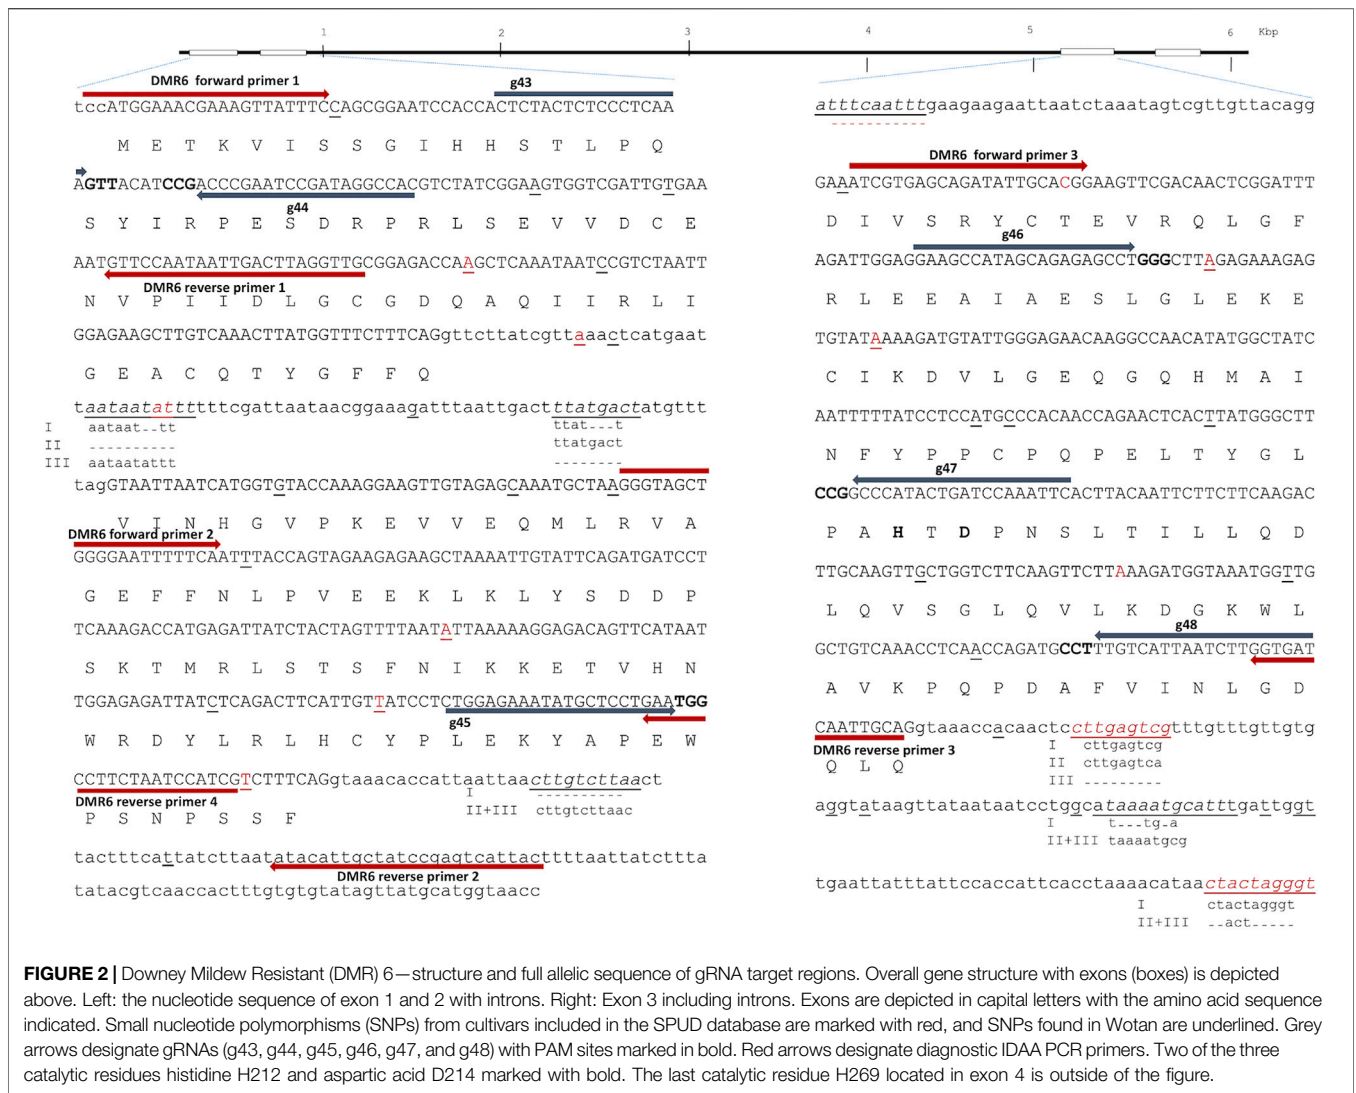 1 2 3 4 5 6 Kbp
DMR6 forward primer 1
g43
tccATGGAAACGAAAGTTATTTCCAGCGGAATCCACCACTCTACTCTCCCTCAA
M E T K V I S S G I H H S T L P Q
AGTTACATCCGACCCGAATCCGATAGGCCACGTCTATCGGAAGTGGTCGATTGTGAA
g44
S Y I R P E S D R P R L S E V V D C E
AATGTTCCAATAATTGACTTAGGTTGCGGAGACCAAGCTCAAATAATCCGTCTAATT
DMR6 reverse primer 1
N V P I I D L G C G D Q A Q I I R L I
GGAGAAGCTTGTCAAACTTATGGTTTCTTTCAGgttcttatcgttaaactcatgaat
G E A C Q T Y G F F Q
taataatatttttttcgattaataacggaaagatttaattgactttatgactatgttt
I aataat--tt ttat---t
II ---------- ttatgact
III aataatattt --------
tagGTAATTAATCATGGTGTACCAAAGGAAGTTGTAGAGCAAATGCTAAGGGTAGCT
V I N H G V P K E V V E Q M L R V A
DMR6 forward primer 2
GGGGAATTTTTCAATTTACCAGTAGAAGAGAAGCTAAAATTGTATTCAGATGATCCT
G E F F N L P V E E K L K L Y S D D P
TCAAAGACCATGAGATTATCTACTAGTTTTAATATTAAAAAGGAGACAGTTCATAAT
S K T M R L S T S F N I K K E T V H N
TGGAGAGATTATCTCAGACTTCATTGTTATCCTCTGGAGAAATATGCTCCTGAATGG
g45
W R D Y L R L H C Y P L E K Y A P E W
CCTTCTAATCCATCGTCTTTCAGgtaaacaccattaattaacttgtcttaact
DMR6 reverse primer 4
I ----------
II+III cttgtcttaac
P S N P S S F
tactttcattatcttaatatacattgctatccgagtcattacttttaattatcttta
DMR6 reverse primer 2
tatacgtcaaccactttgtgtgtatagttatgcatggtaacc
atttcaatttgaagaagaattaatctaaatagtcgttgttacagg
-----------
DMR6 forward primer 3
GAAATCGTGAGCAGATATTGCACGGAAGTTCGACAACTCGGATTT
D I V S R Y C T E V R Q L G F
g46
AGATTGGAGGAAGCCATAGCAGAGAGCCTGGGCTTAGAGAAAGAG
R L E E A I A E S L G L E K E
TGTATAAAAGATGTATTGGGAGAACAAGGCCAACATATGGCTATC
C I K D V L G E Q G Q H M A I
AATTTTTATCCTCCATGCCCACAACCAGAACTCACTTATGGGCTT
N F Y P P C P Q P E L T Y G L
g47
CCGGCCCATACTGATCCAAATTCACTTACAATTCTTCTTCAAGAC
P A H T D P N S L T I L L Q D
TTGCAAGTTGCTGGTCTTCAAGTTCTTAAAGATGGTAAATGGTTG
L Q V S G L Q V L K D G K W L
g48
GCTGTCAAACCTCAACCAGATGCCTTTGTCATTAATCTTGGTGAT
A V K P Q P D A F V I N L G D
CAATTGCAGgtaaaccacaactccttgagtcgtttgtttgttgtg
DMR6 reverse primer 3
I cttgagtcg
II cttgagtca
III ---------
Q L Q
aggtataagttataataatcctggcataaaatgcatttgattggt
I t---tg-a
II+III taaaatgcg
tgaattatttattccaccattcacctaaaacataactactagggt
I ctactagggt
II+III --act-----
FIGURE 2 | Downey Mildew Resistant (DMR) 6—structure and full allelic sequence of gRNA target regions. Overall gene structure with exons (boxes) is depicted
above. Left: the nucleotide sequence of exon 1 and 2 with introns. Right: Exon 3 including introns. Exons are depicted in capital letters with the amino acid sequence
indicated. Small nucleotide polymorphisms (SNPs) from cultivars included in the SPUD database are marked with red, and SNPs found in Wotan are underlined. Grey
arrows designate gRNAs (g43, g44, g45, g46, g47, and g48) with PAM sites marked in bold. Red arrows designate diagnostic IDAA PCR primers. Two of the three
catalytic residues histidine H212 and aspartic acid D214 marked with bold. The last catalytic residue H269 located in exon 4 is outside of the figure.